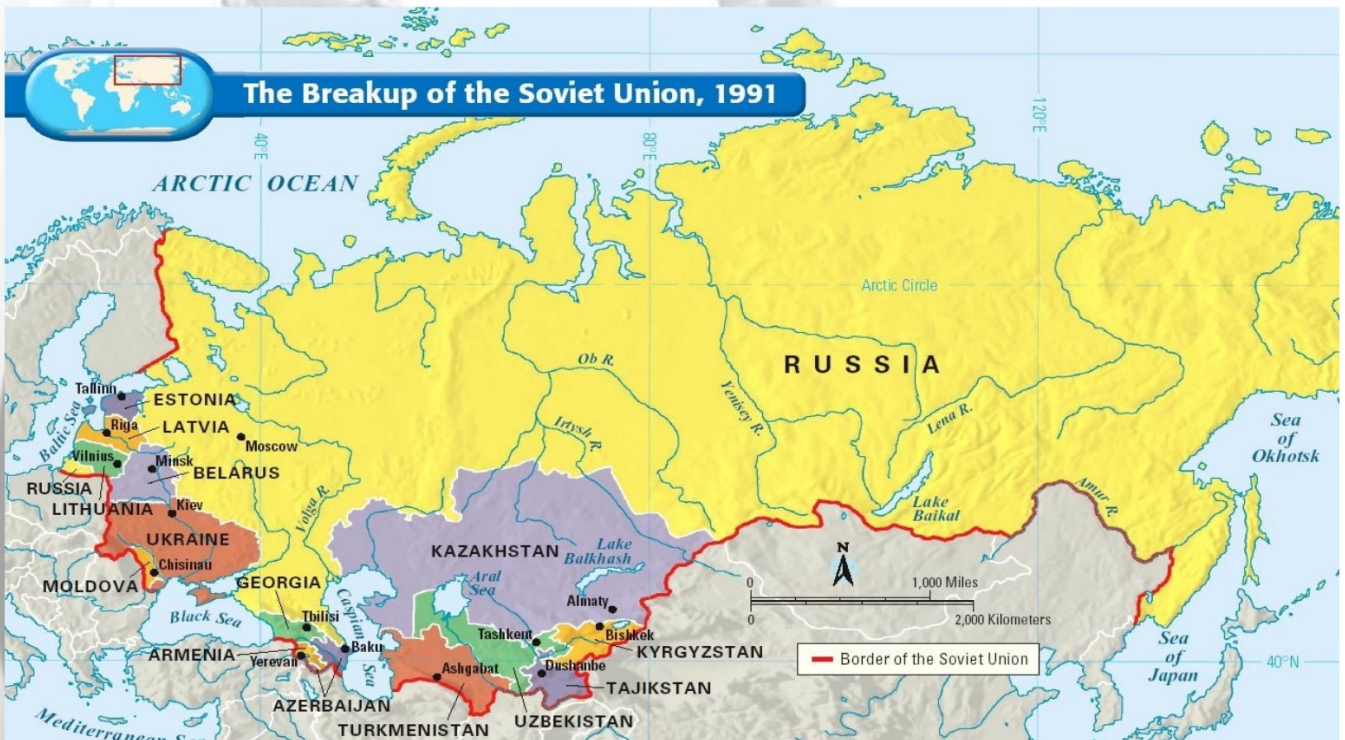 The Breakup of the Soviet Union, 1991
40°E
80°E
120°E
ARCTIC OCEAN
Arctic Circle
RUSSIA
Ob R.
Yenisey R.
Lena R.
Irtysh R.
Sea
of
Okhotsk
Tallinn
ESTONIA
Baltic Sea
Riga
LATVIA
Moscow
Vilnius
Minsk
BELARUS
RUSSIA
LITHUANIA
Kiev
Volga R.
UKRAINE
KAZAKHSTAN
Lake
Balkhash
Lake
Baikal
Amur R.
Chisinau
MOLDOVA
GEORGIA
Aral
Sea
Caspian
Sea
Almaty
N
0
1,000 Miles
0
2,000 Kilometers
Black Sea
Tbilisi
Tashkent
Bishkek
KYRGYZSTAN
Sea
of
Japan
ARMENIA
Baku
Yerevan
Ashgabat
Dushanbe
Border of the Soviet Union
40°N
TAJIKSTAN
AZERBAIJAN
UZBEKISTAN
TURKMENISTAN
Mediterranean Sea